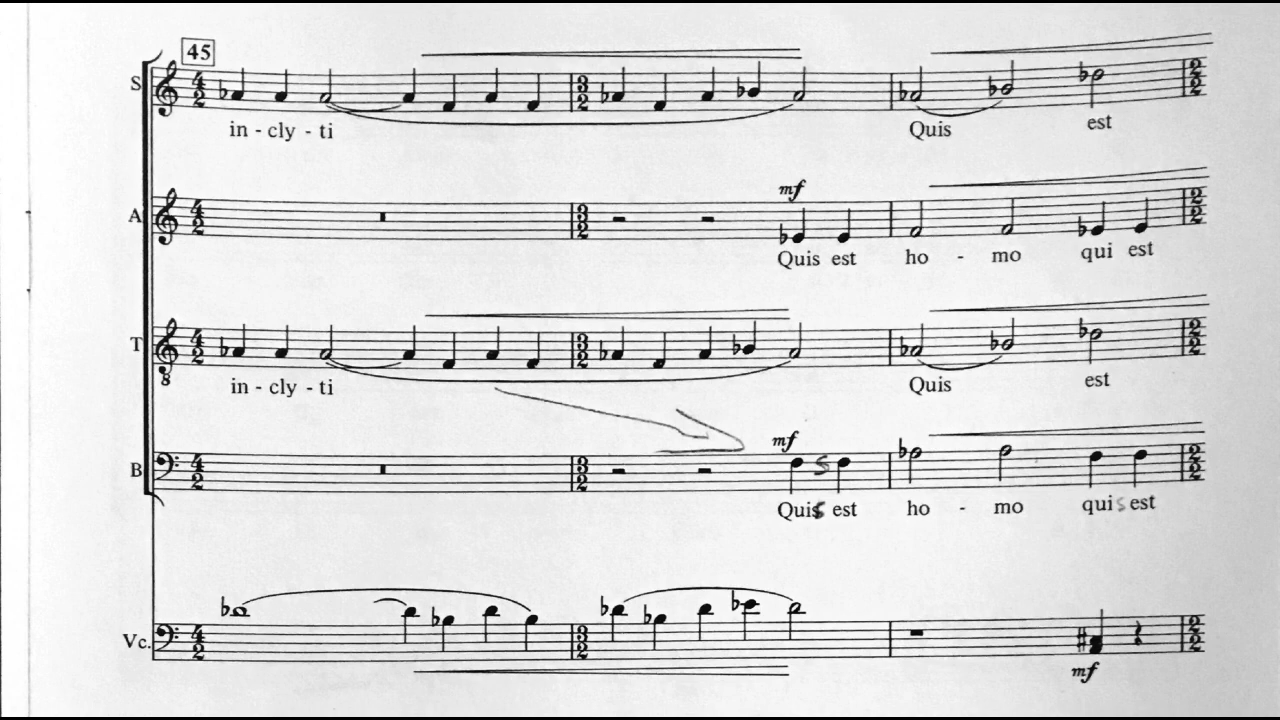 45
S
in - cly - ti Quis est
mf
A
Quis est ho - mo qui est
T
8
in - cly - ti Quis est
mf
B
s
Quis est ho - mo qui s est
Vc.
mf